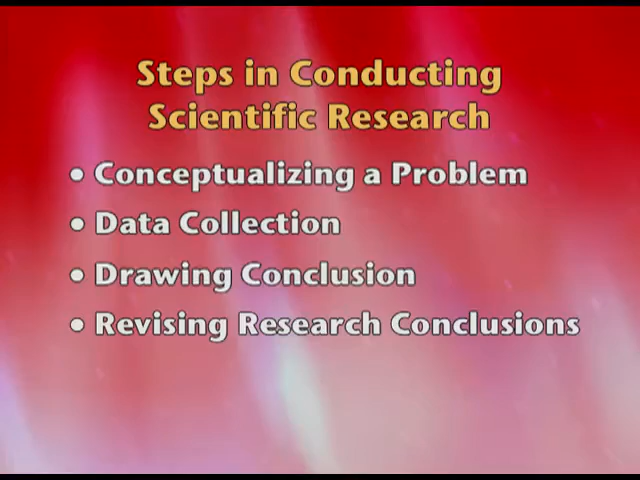 Steps in Conducting
Scientific Research
• Conceptualizing a Problem
• Data Collection
• Drawing Conclusion
• Revising Research Conclusions